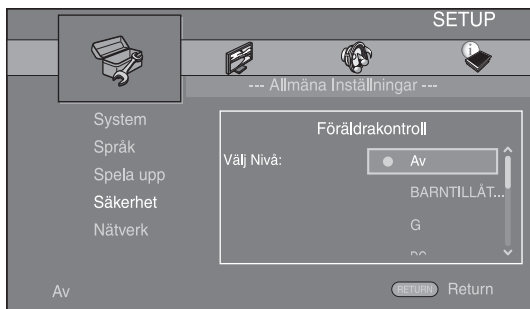 SETUP
--- Allmäna Inställningar ---
System
Språk
Spela upp
Säkerhet
Nätverk
Föräldrakontroll
Välj Nivå:
Av
BARNTILLÅT...
G
Av
RETURN Return